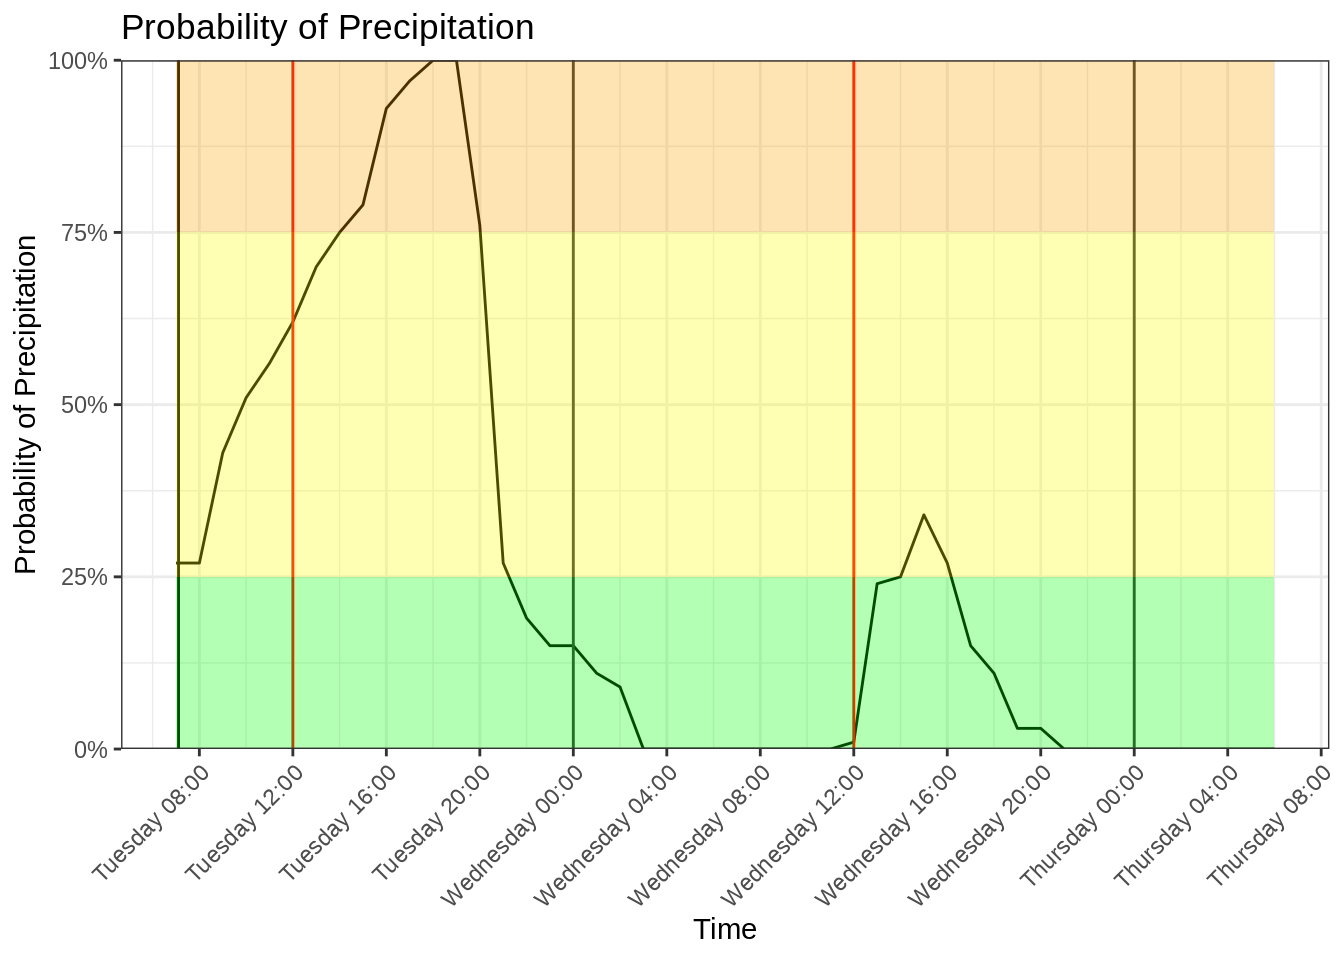 Probability of Precipitation
Probability of Precipitation
100%
75%
50%
25%
0%
Tuesday 08:00
Tuesday 12:00
Tuesday 16:00
Tuesday 20:00
Wednesday 00:00
Wednesday 04:00
Wednesday 08:00
Wednesday 12:00
Wednesday 16:00
Wednesday 20:00
Thursday 00:00
Thursday 04:00
Thursday 08:00
Time